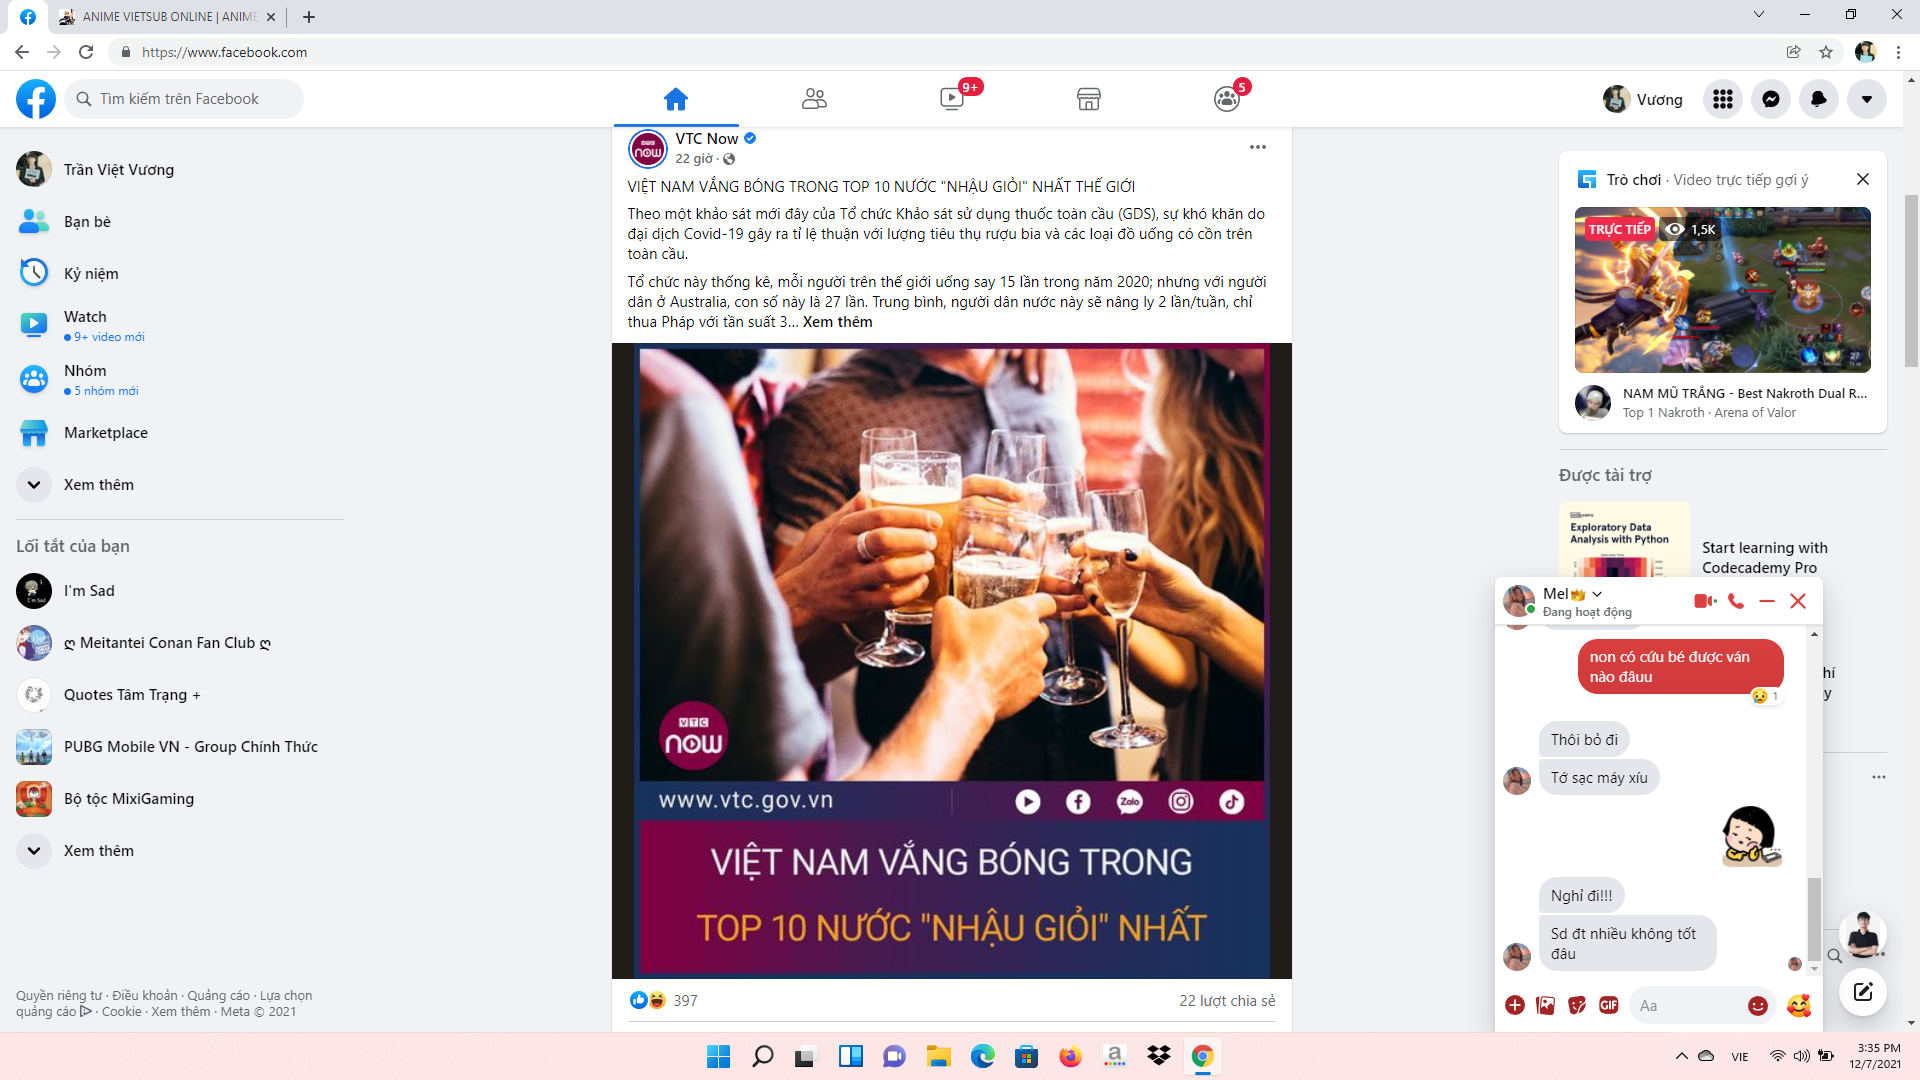 ANIME VIETSUB ONLINE | ANIME
https://www.facebook.com
Tìm kiếm trên Facebook
9+
5
Vương
Trần Việt Vương
Bạn bè
Kỷ niệm
Watch
9+ video mới
Nhóm
5 nhóm mới
Marketplace
Xem thêm
Lối tắt của bạn
I'm Sad
ღ Meitantei Conan Fan Club ღ
Quotes Tâm Trạng +
PUBG Mobile VN - Group Chính Thức
Bộ tộc MixiGaming
Xem thêm
Quyền riêng tư · Điều khoản · Quảng cáo · Lựa chọn
quảng cáo · Cookie · Xem thêm · Meta © 2021
VTC Now
22 giờ ·
VIỆT NAM VẮNG BÓNG TRONG TOP 10 NƯỚC "NHẬU GIỎI" NHẤT THẾ GIỚI
Theo một khảo sát mới đây của Tổ chức Khảo sát sử dụng thuốc toàn cầu (GDS), sự khó khăn do
đại dịch Covid-19 gây ra tỉ lệ thuận với lượng tiêu thụ rượu bia và các loại đồ uống có cồn trên
toàn cầu.
Tổ chức này thống kê, mỗi người trên thế giới uống say 15 lần trong năm 2020; nhưng với người
dân ở Australia, con số này là 27 lần. Trung bình, người dân nước này sẽ nâng ly 2 lần/tuần, chỉ
thua Pháp với tần suất 3... Xem thêm
VTC
now
www.vtc.gov.vn
Zalo
VIỆT NAM VẮNG BÓNG TRONG
TOP 10 NƯỚC "NHẬU GIỎI" NHẤT
397
22 lượt chia sẻ
Trò chơi · Video trực tiếp gợi ý
TRỰC TIẾP
1,5K
NAM MŨ TRẮNG - Best Nakroth Dual R...
Top 1 Nakroth · Arena of Valor
Được tài trợ
Exploratory Data
Analysis with Python
Start learning with
Codecademy Pro
hí
y
Mel
Đang hoạt động
non có cứu bé được ván
nào đâuu
1
Thôi bỏ đi
Tớ sạc máy xíu
Nghỉ đi!!!
Sd đt nhiều không tốt
đâu
GIF
Aa
VIE
3:35 PM
12/7/2021